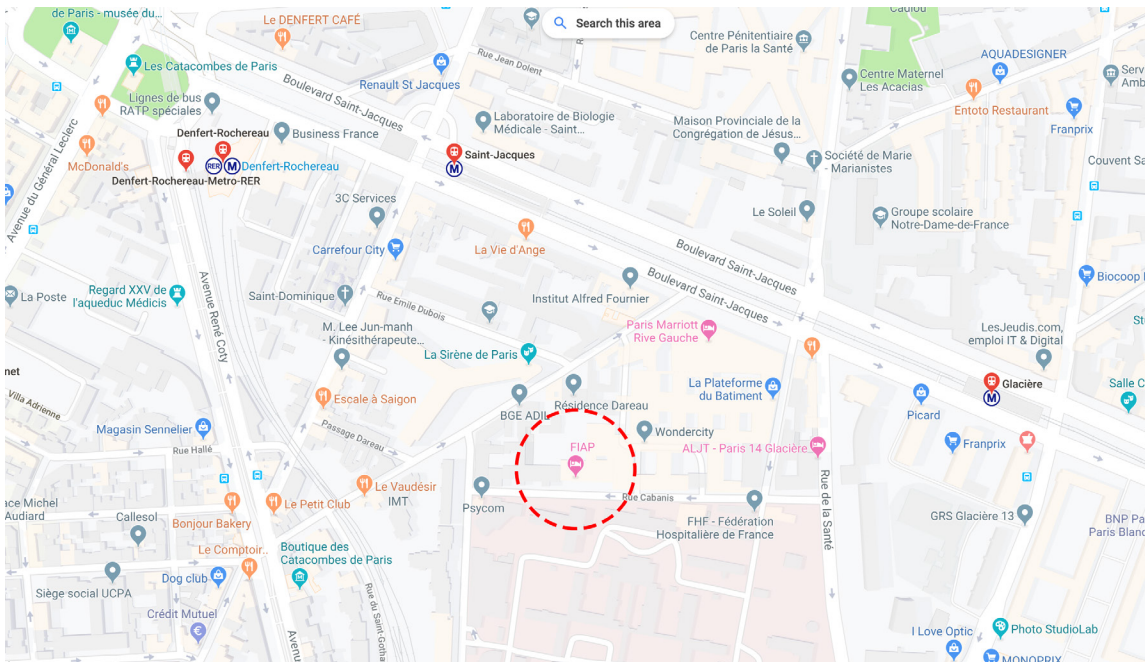 de Paris - musée du...
Le DENFERT CAFÉ
Search this area
Centre Pénitentiaire
de Paris la Santé
AQUADESIGNER
Les Catacombes de Paris
Rue Jean Dolent
Renault St Jacques
Centre Maternel
Les Acacias
Serv
Amb
Boulevard Saint-Jacques
Lignes de bus
RATP spéciales
Entoto Restaurant
Franprix
Laboratoire de Biologie
Médicale - Saint...
Maison Provinciale de la
Congrégation de Jésus...
Denfert-Rochereau
Business France
Avenue du Général Leclerc
McDonald's
RER
M
Denfert-Rochereau
Denfert-Rochereau-Metro-RER
Saint-Jacques
M
Société de Marie
- Marianistes
Couvent Sa
3C Services
Le Soleil
Groupe scolaire
Notre-Dame-de-France
Carrefour City
La Vie d'Ange
Boulevard Saint-Jacques
Boulevard Saint-Jacques
Biocoop
La Poste
Regard XXV de
l'aqueduc Médicis
Avenue René Coty
Saint-Dominique
Rue Emile Dubois
Institut Alfred Fournier
Paris Marriott
Rive Gauche
St
LesJeudis.com,
emploi IT & Digital
M. Lee Jun-manh
- Kinésithérapeute...
La Sirène de Paris
net
Villa Adrienne
La Plateforme
du Batiment
Glacière
M
Salle C
Escale à Saigon
BGE ADIL
Résidence Dareau
Picard
Magasin Sennelier
Passage Dareau
Wondercity
Franprix
Rue Hallé
FIAP
ALJT - Paris 14 Glacière...
Le Vaudésir
IMT
Rue Cabanis
Rue de la Santé
ace Michel
Audiard
Callesol
Le Petit Club
Bonjour Bakery
Psycom
FHF - Fédération
Hospitalière de France
GRS Glacière 13
BNP Pa
Paris Blanc
Le Comptoir..
Boutique des
Catacombes de Paris
Dog club
Siège social UCPA
Crédit Mutuel
€
Rue du Saint-Gotha
Avenu
I Love Optic
Photo StudioLab
MONOPRIX